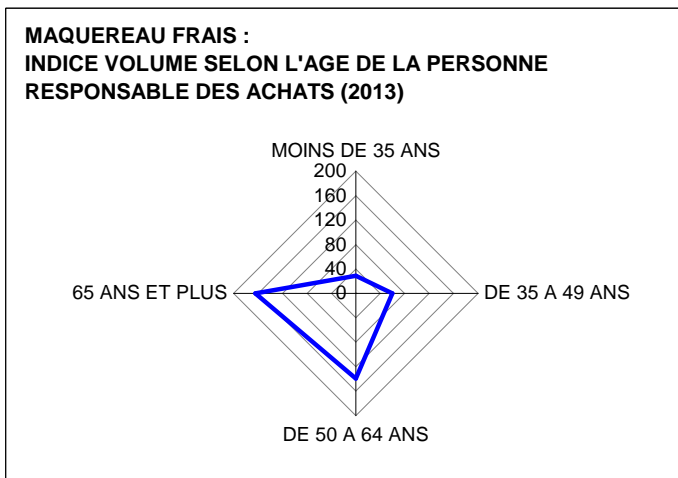 MAQUEREAU FRAIS :
INDICE VOLUME SELON L'AGE DE LA PERSONNE
RESPONSABLE DES ACHATS (2013)
MOINS DE 35 ANS
200
160
120
80
40
0
65 ANS ET PLUS
DE 35 A 49 ANS
DE 50 A 64 ANS